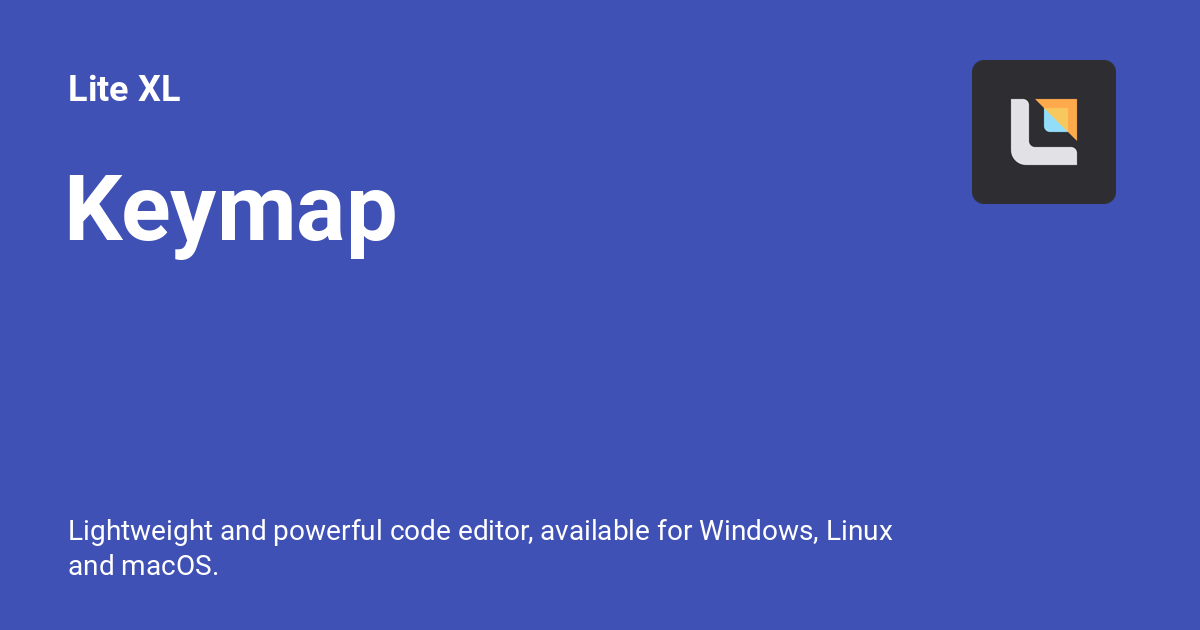 Lite XL
Keymap
Lightweight and powerful code editor, available for Windows, Linux
and macOS.